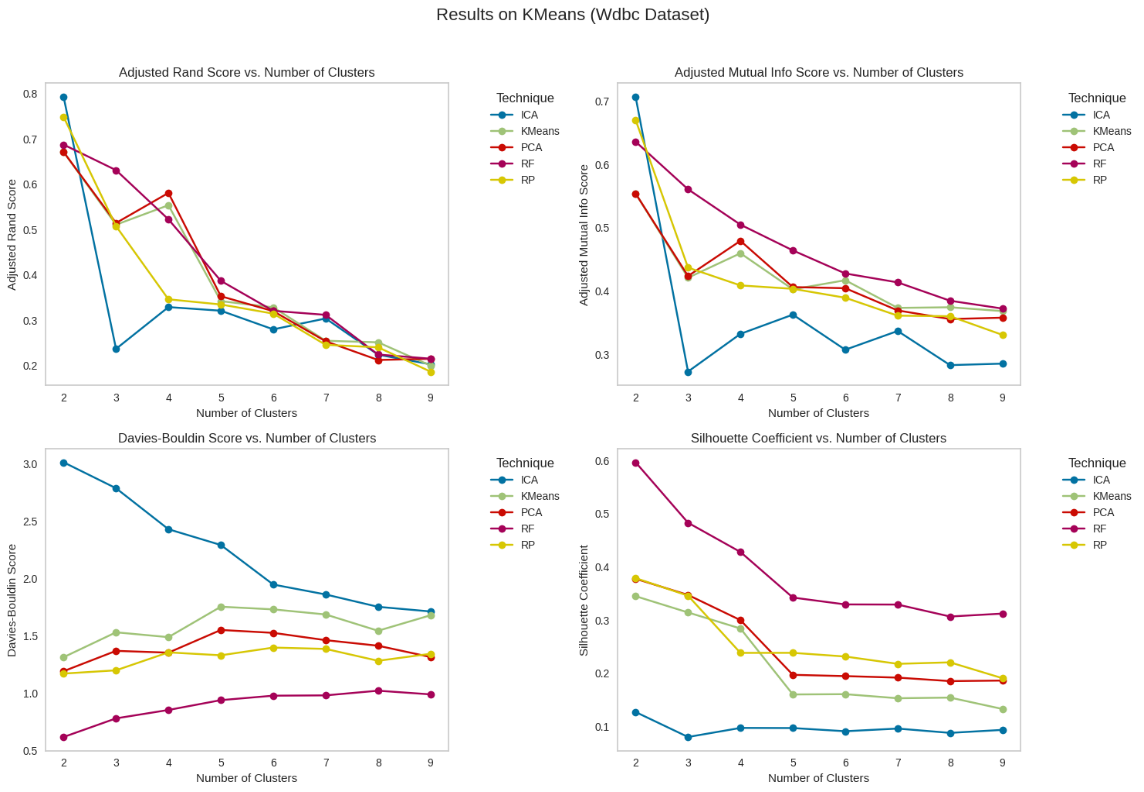 Results on KMeans (Wdbc Dataset)
Adjusted Rand Score vs. Number of Clusters
Adjusted Rand Score
0.8
0.7
0.6
0.5
0.4
0.3
0.2
2 3 4 5 6 7 8 9
Number of Clusters
Technique
ICA
KMeans
PCA
RF
RP
Adjusted Mutual Info Score vs. Number of Clusters
Adjusted Mutual Info Score
0.7
0.6
0.5
0.4
0.3
2 3 4 5 6 7 8 9
Number of Clusters
Technique
ICA
KMeans
PCA
RF
RP
Davies-Bouldin Score vs. Number of Clusters
Davies-Bouldin Score
3.0
2.5
2.0
1.5
1.0
0.5
2 3 4 5 6 7 8 9
Number of Clusters
Technique
ICA
KMeans
PCA
RF
RP
Silhouette Coefficient vs. Number of Clusters
Silhouette Coefficient
0.6
0.5
0.4
0.3
0.2
0.1
2 3 4 5 6 7 8 9
Number of Clusters
Technique
ICA
KMeans
PCA
RF
RP